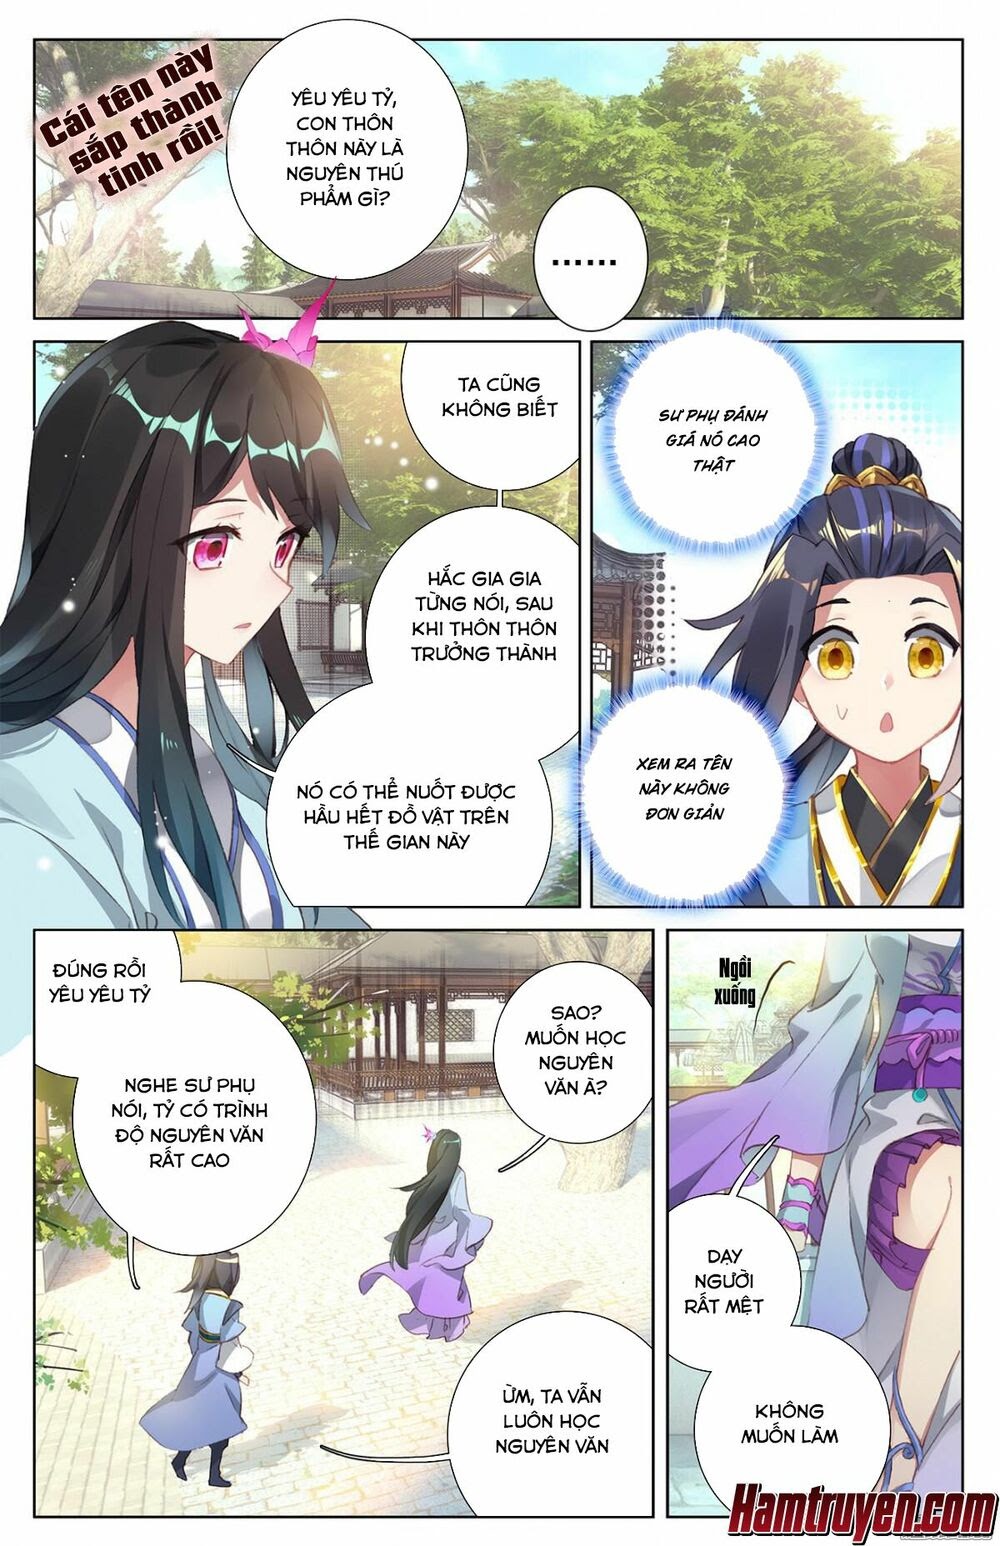 Cái tên này
sắp thành
tinh rồi!
YÊU YÊU TỶ,
CON THÔN
THÔN NÀY LÀ
NGUYÊN THÚ
PHẨM GÌ?
......
TA CŨNG
KHÔNG BIẾT
HẮC GIA GIA
TỪNG NÓI, SAU
KHI THÔN THÔN
TRƯỞNG THÀNH
NÓ CÓ THỂ NUỐT ĐƯỢC
HẦU HẾT ĐỒ VẬT TRÊN
THẾ GIAN NÀY
SƯ PHỤ ĐÁNH
GIÁ NÓ CAO
THẬT
XEM RA TÊN
NÀY KHÔNG
ĐƠN GIẢN
ĐÚNG RỒI
YÊU YÊU TỶ
NGHE SƯ PHỤ
NÓI, TỶ CÓ TRÌNH
ĐỘ NGUYÊN VĂN
RẤT CAO
SAO?
MUỐN HỌC
NGUYÊN
VĂN À?
ỪM, TA VẪN
LUÔN HỌC
NGUYÊN VĂN
Ngồi
xuống
DẠY
NGƯỜI
RẤT MỆT
KHÔNG
MUỐN LÀM
Hamtruyen.com